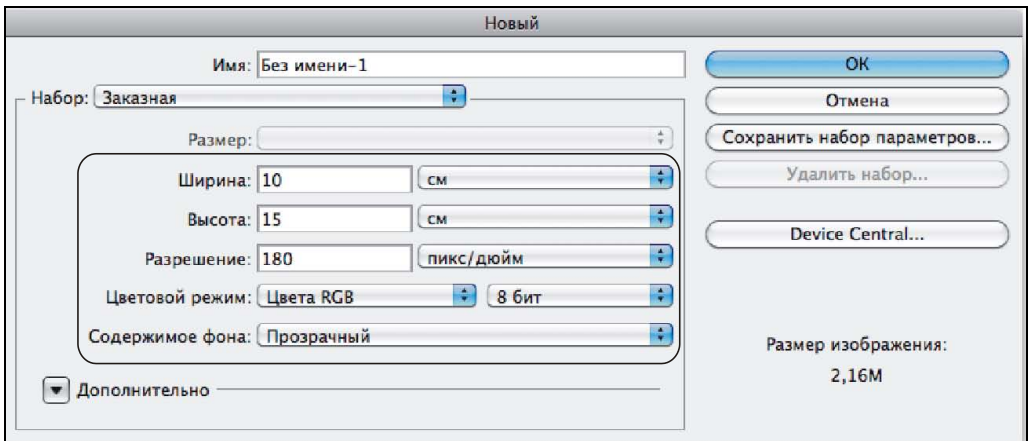 Новый
Имя: Без имени-1
Набор: Заказная
Размер:
Ширина: 10 см
Высота: 15 см
Разрешение: 180 пикс/дюйм
Цветовой режим: Цвета RGB 8 бит
Содержимое фона: Прозрачный
Дополнительно
OK
Отмена
Сохранить набор параметров...
Удалить набор...
Device Central...
Размер изображения:
2,16M